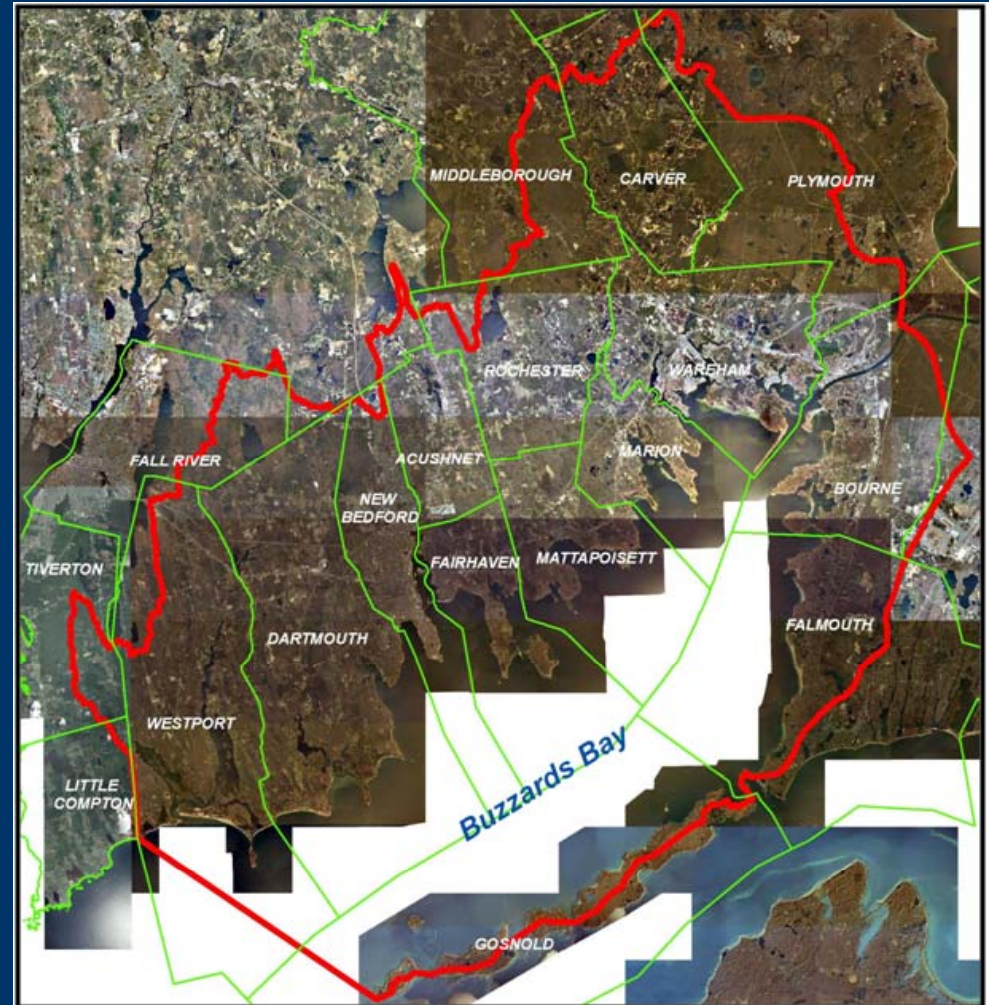 MIDDLEBOROUGH
CARVER
PLYMOUTH
ROCHESTER
WAREHAM
FALL RIVER
ACUSHNET
MARION
BOURNE
NEW
BEDFORD
TIVERTON
FAIRHAVEN
MATTAPOISETT
DARTMOUTH
FALMOUTH
WESTPORT
LITTLE
COMPTON
Buzzards Bay
GOSNOLD